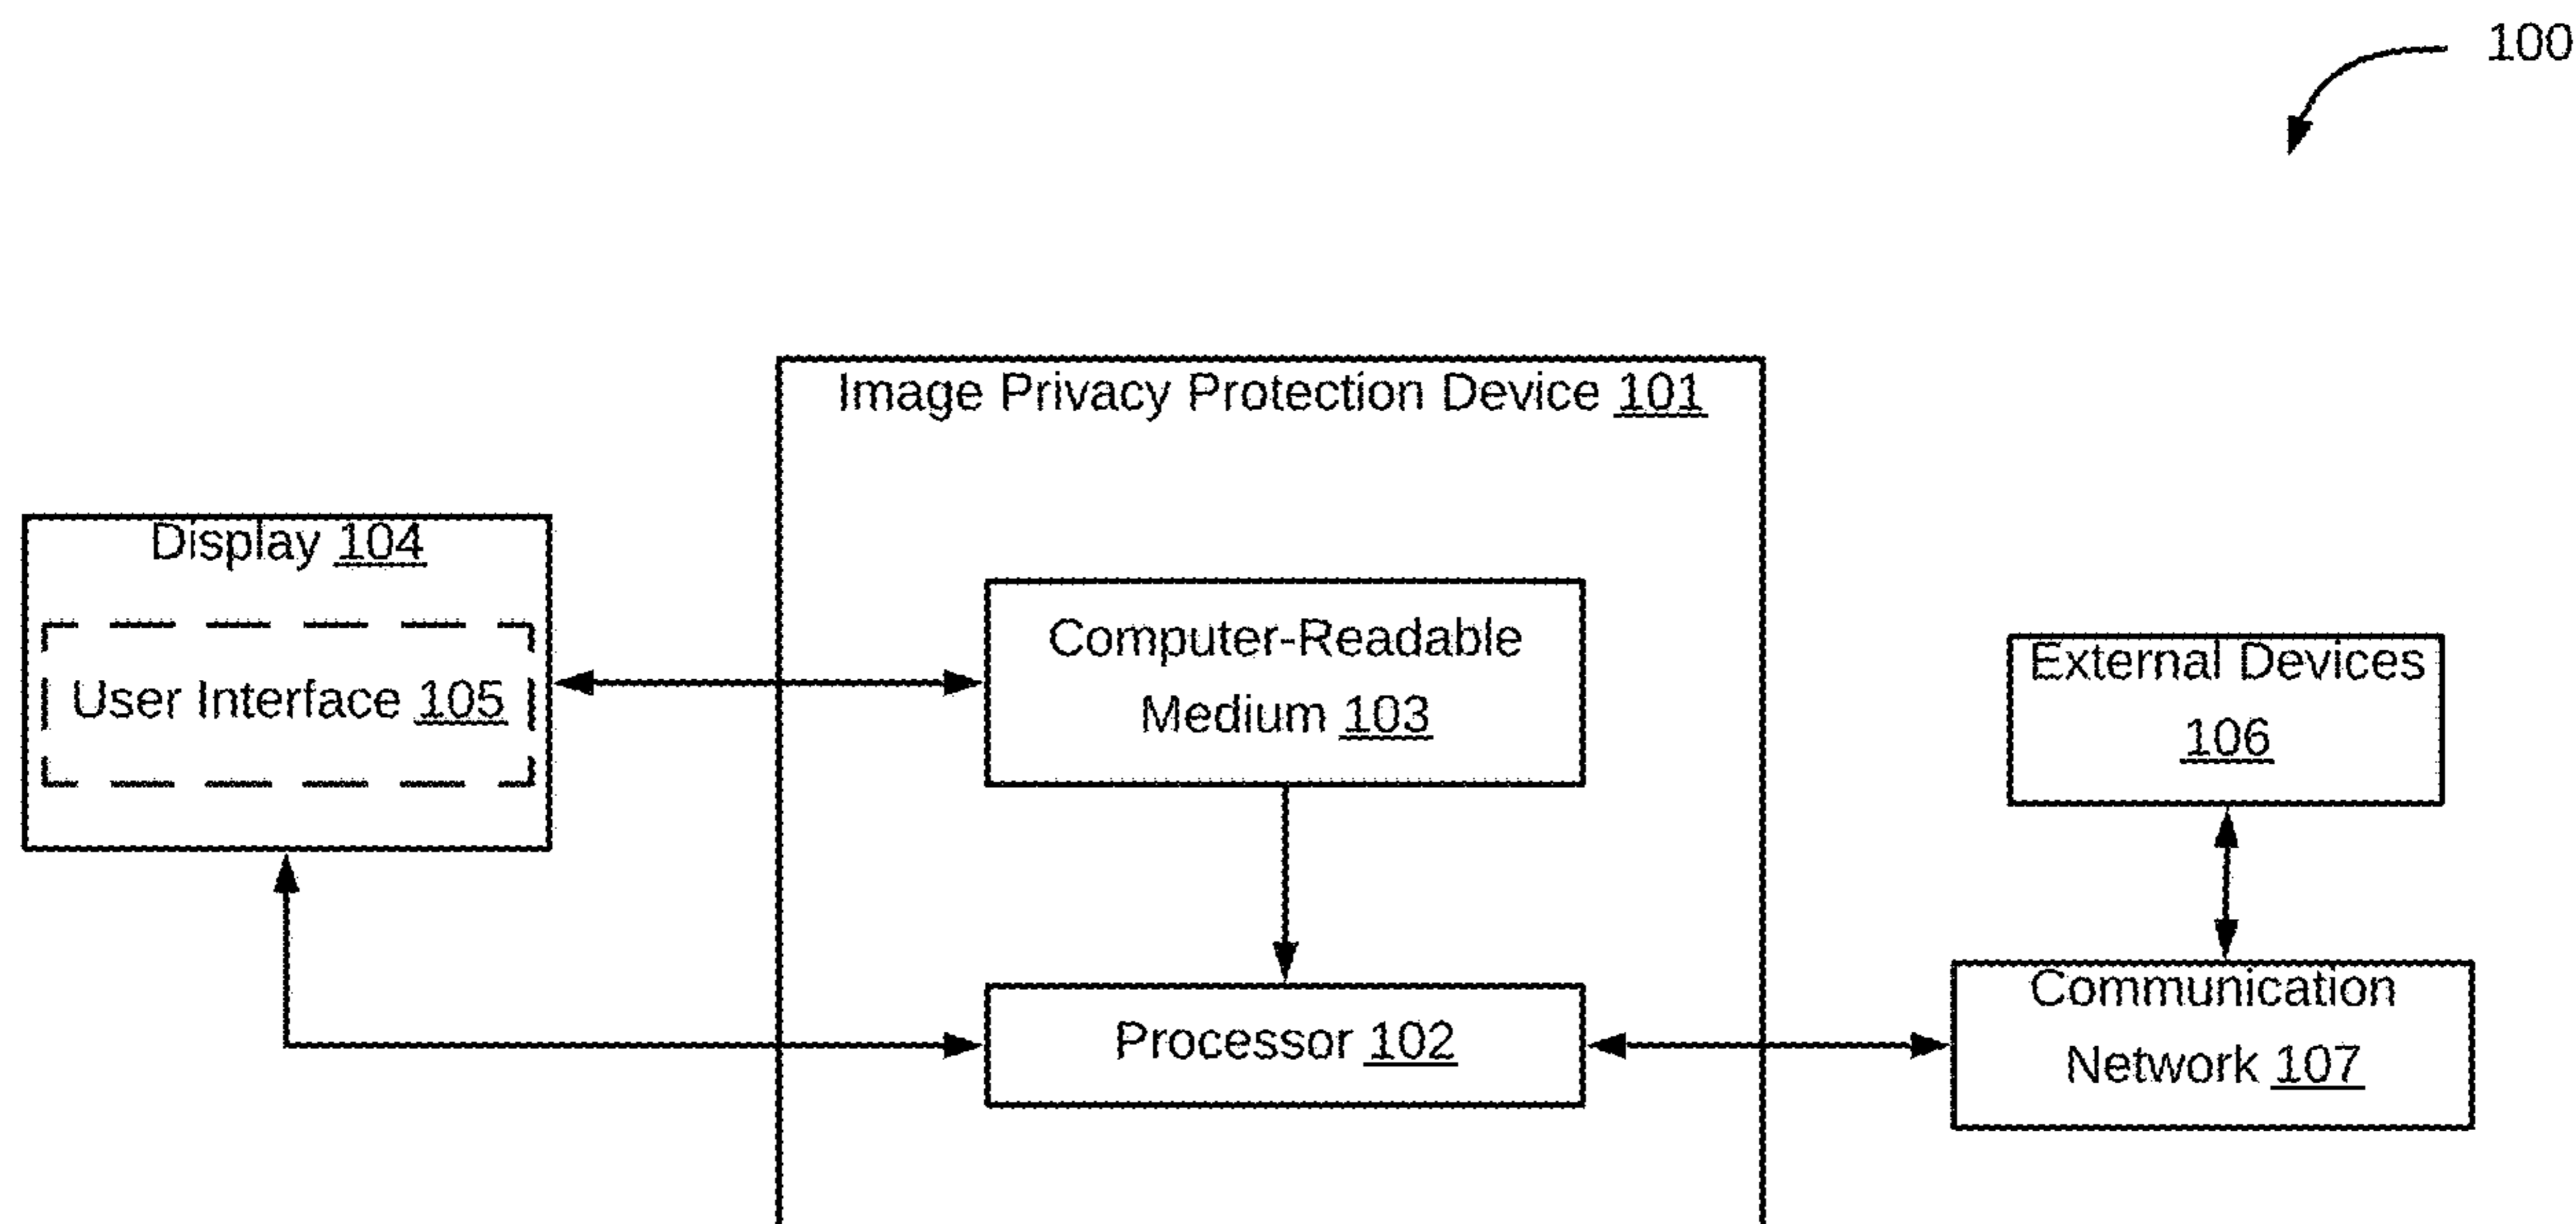 100
Image Privacy Protection Device 101
Display 104
User Interface 105
Computer-Readable
Medium 103
External Devices
106
Processor 102
Communication
Network 107